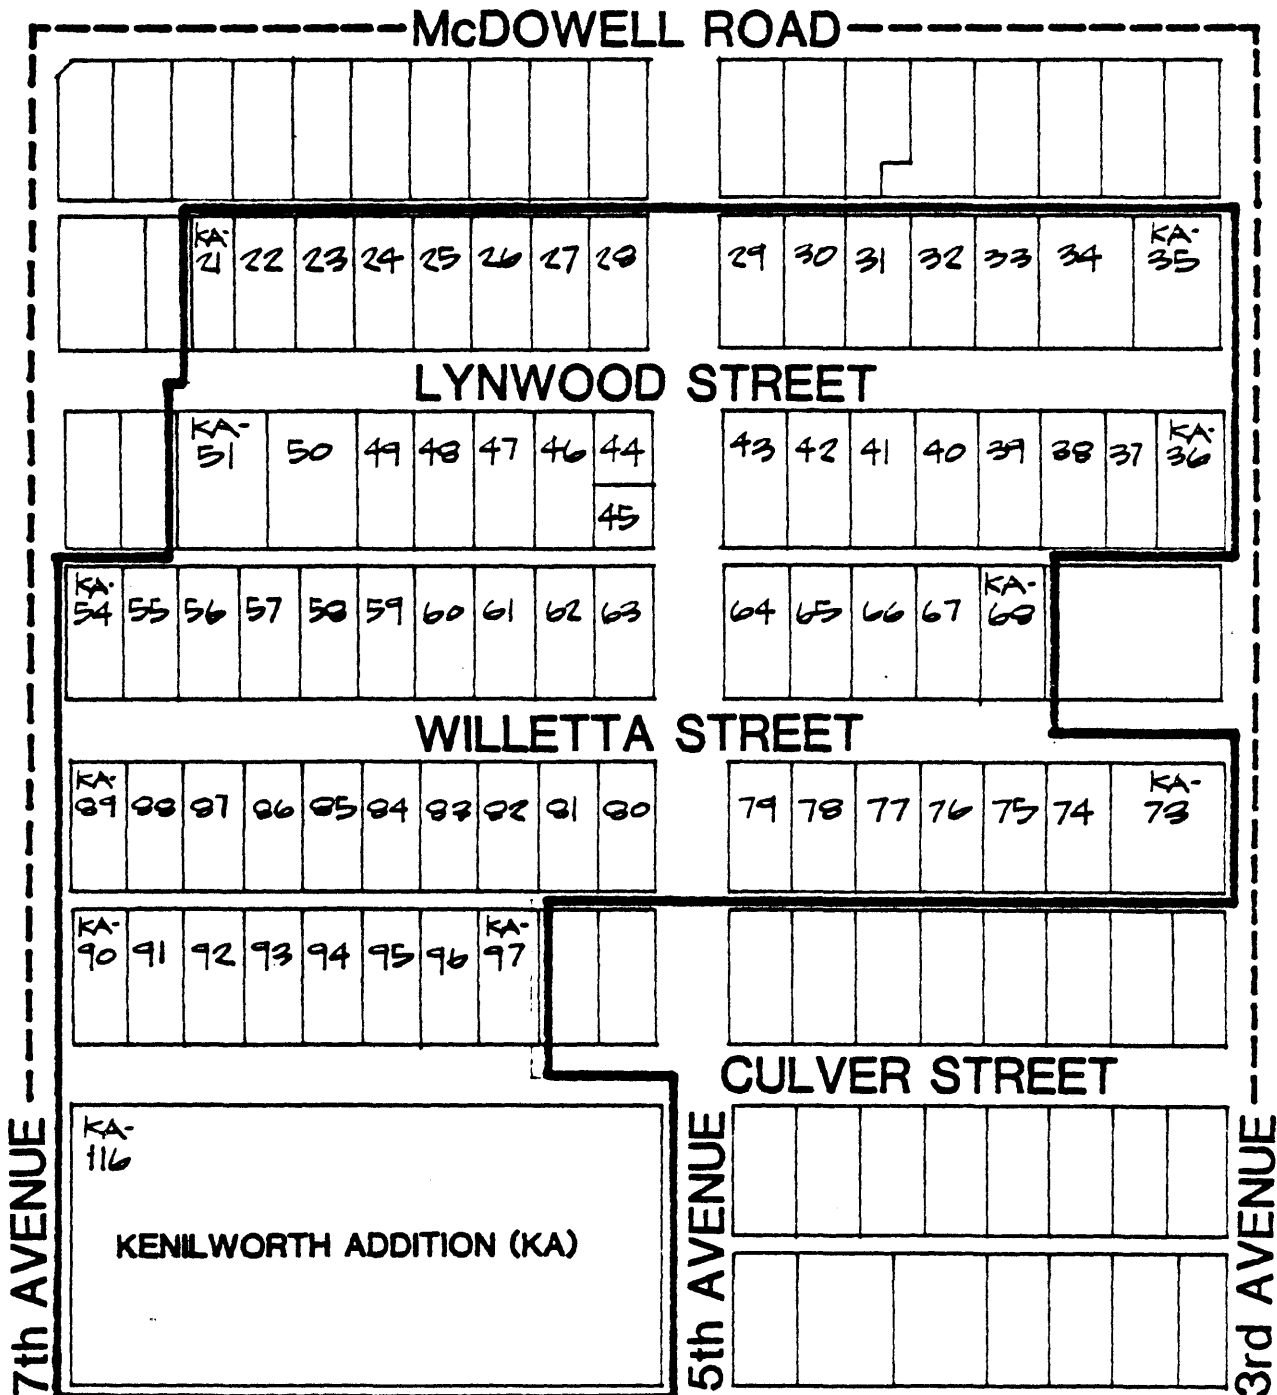 McDOWELL ROAD
KA-
21 22 23 24 25 26 27 28 29 30 31 32 33 34 KA-
35
LYNWOOD STREET
KA-
51 50 49 48 47 46 44 43 42 41 40 39 38 37 KA-
36
45
KA-
54 55 56 57 58 59 60 61 62 63 64 65 66 67 KA-
68
WILLETTA STREET
KA-
89 88 87 86 85 84 83 82 81 80 79 78 77 76 75 74 KA-
73
KA-
90 91 92 93 94 95 96 KA-
97
CULVER STREET
KA-
116
KENILWORTH ADDITION (KA)
7th AVENUE
5th AVENUE
3rd AVENUE